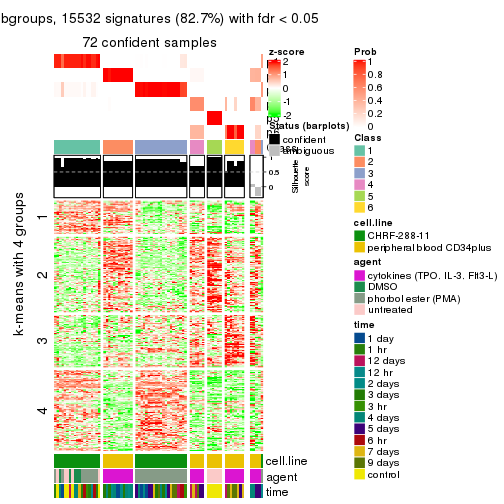 bgroups, 15532 signatures (82.7%) with fdr < 0.05
72 confident samples
z-score
2
1
0
-1
-2
Prob
1
0.8
0.6
0.4
0.2
0
Status (barplots)
confident
ambiguous
1
0.5
0
Silhouette
score
Class
1
2
3
4
5
6
cell.line
CHRF-288-11
peripheral blood CD34plus
agent
cytokines (TPO, IL-3, Flt3-L)
DMSO
phorbol ester (PMA)
untreated
time
1 day
1 hr
12 days
12 hr
2 days
3 days
3 hr
4 days
5 days
6 hr
7 days
9 days
control
k-means with 4 groups
1
2
3
4
cell.line
agent
time